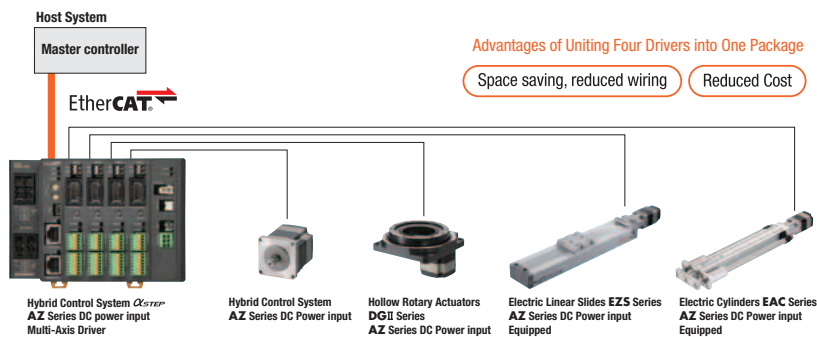 Host System
Master controller
Advantages of Uniting Four Drivers into One Package
Space saving, reduced wiring
Reduced Cost
EtherCAT®
Hybrid Control System αSTEP
AZ Series DC power input
Multi-Axis Driver
Hybrid Control System
AZ Series DC Power input
Hollow Rotary Actuators
DGII Series
AZ Series DC Power input
Electric Linear Slides EZS Series
AZ Series DC Power input
Equipped
Electric Cylinders EAC Series
AZ Series DC Power input
Equipped